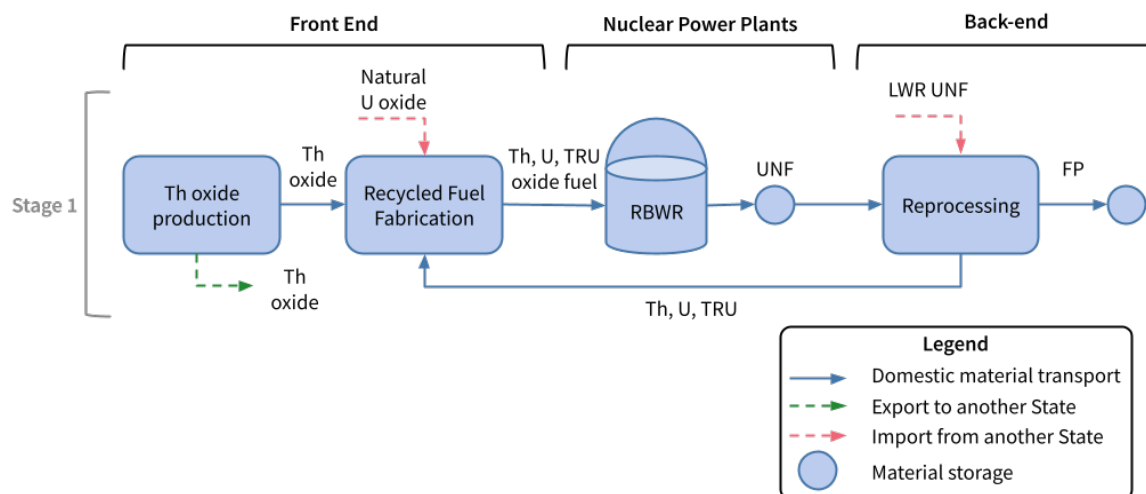 Front End
Nuclear Power Plants
Back-end
Natural
U oxide
LWR UNF
Th
oxide
Th, U, TRU
oxide fuel
UNF
FP
Stage 1
Th oxide
production
Recycled Fuel
Fabrication
RBWR
Reprocessing
Th
oxide
Th, U, TRU
Legend
Domestic material transport
Export to another State
Import from another State
Material storage